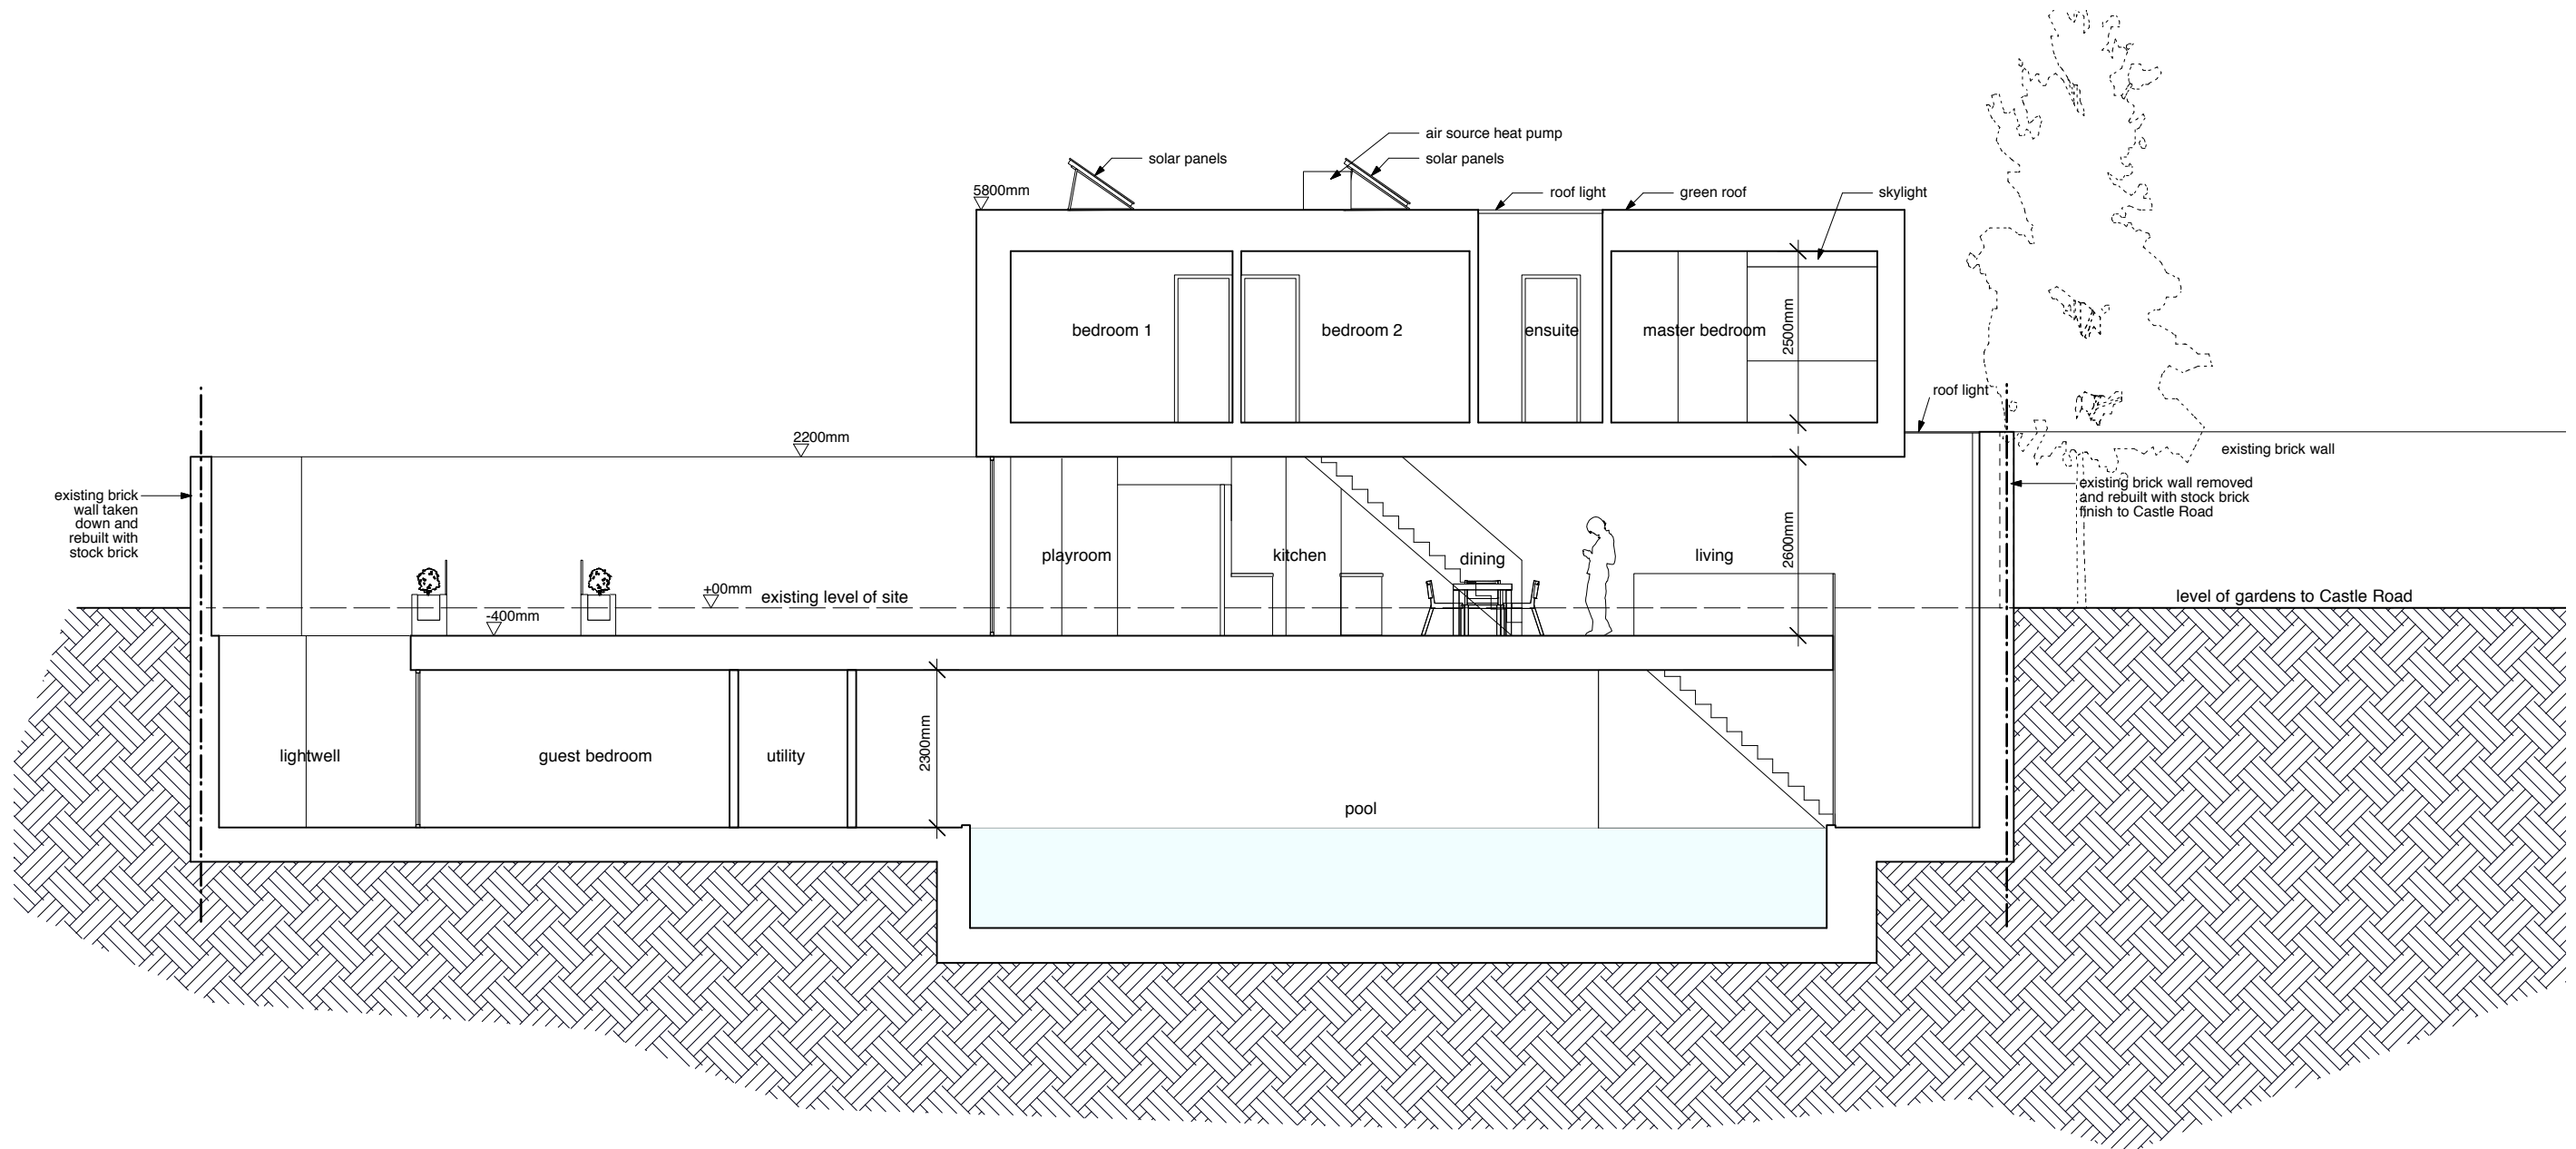 air source heat pump
solar panels
solar panels
5800mm
roof light
green roof
skylight
bedroom 1
bedroom 2
ensuite
master bedroom
2500mm
roof light
2200mm
existing brick wall
existing brick
wall taken
down and
rebuilt with
stock brick
existing brick wall removed
and rebuilt with stock brick
finish to Castle Road
playroom
kitchen
dining
living
2600mm
+00mm
existing level of site
level of gardens to Castle Road
-400mm
lightwell
guest bedroom
utility
2300mm
pool